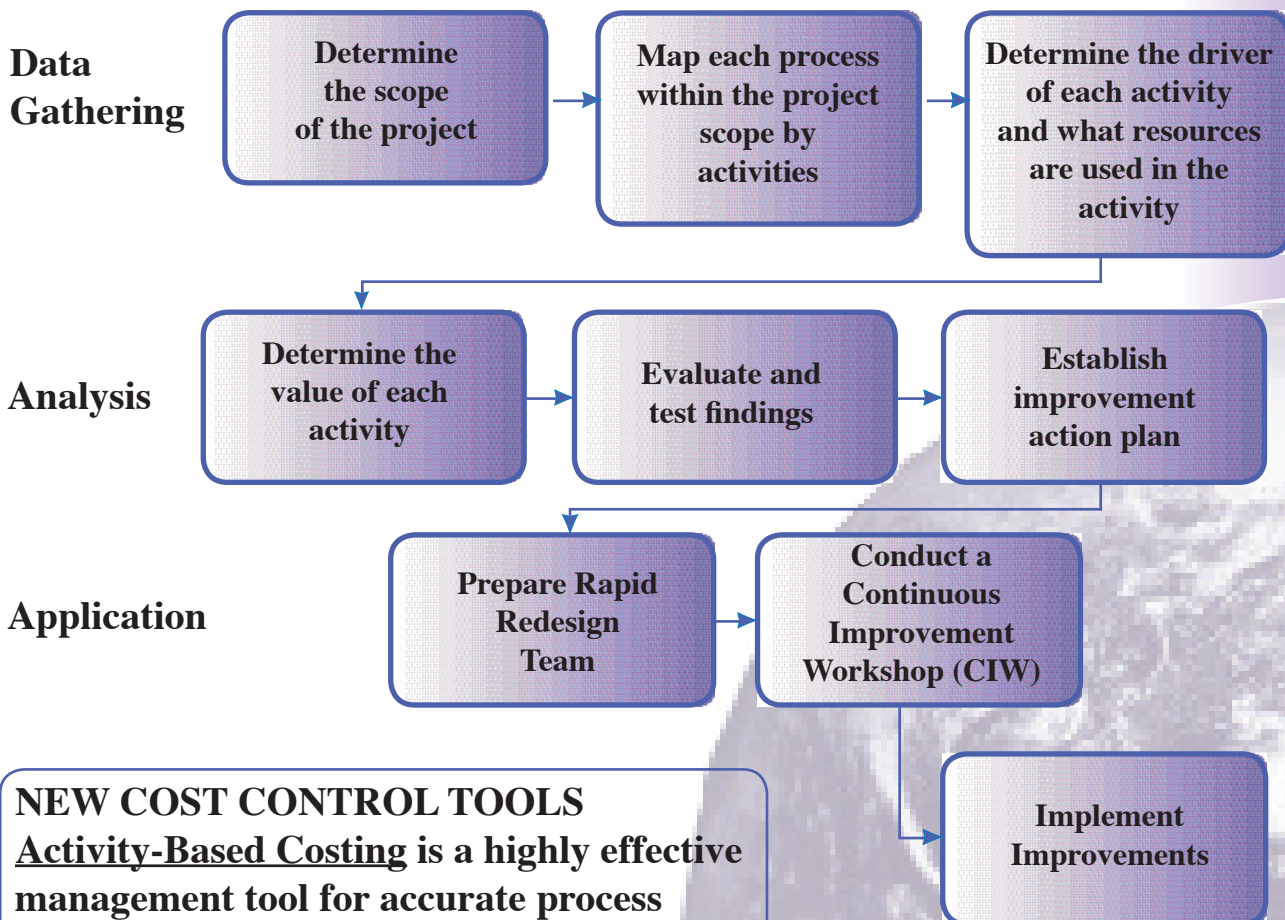 Data
Gathering
Determine
the scope
of the project
Map each process
within the project
scope by
activities
Determine the driver
of each activity
and what resources
are used in the
activity
Analysis
Determine the
value of each
activity
Evaluate and
test findings
Establish
improvement
action plan
Application
Prepare Rapid
Redesign
Team
Conduct a
Continuous
Improvement
Workshop (CIW)
Implement
Improvements
NEW COST CONTROL TOOLS
Activity-Based Costing is a highly effective
management tool for accurate process